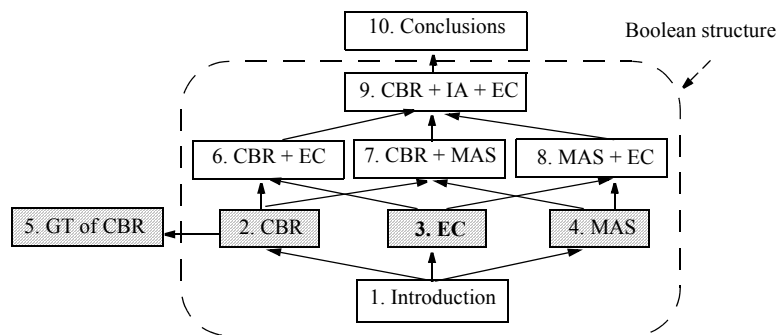 10. Conclusions
Boolean structure
9. CBR + IA + EC
6. CBR + EC
7. CBR + MAS
8. MAS + EC
5. GT of CBR
2. CBR
3. EC
4. MAS
1. Introduction